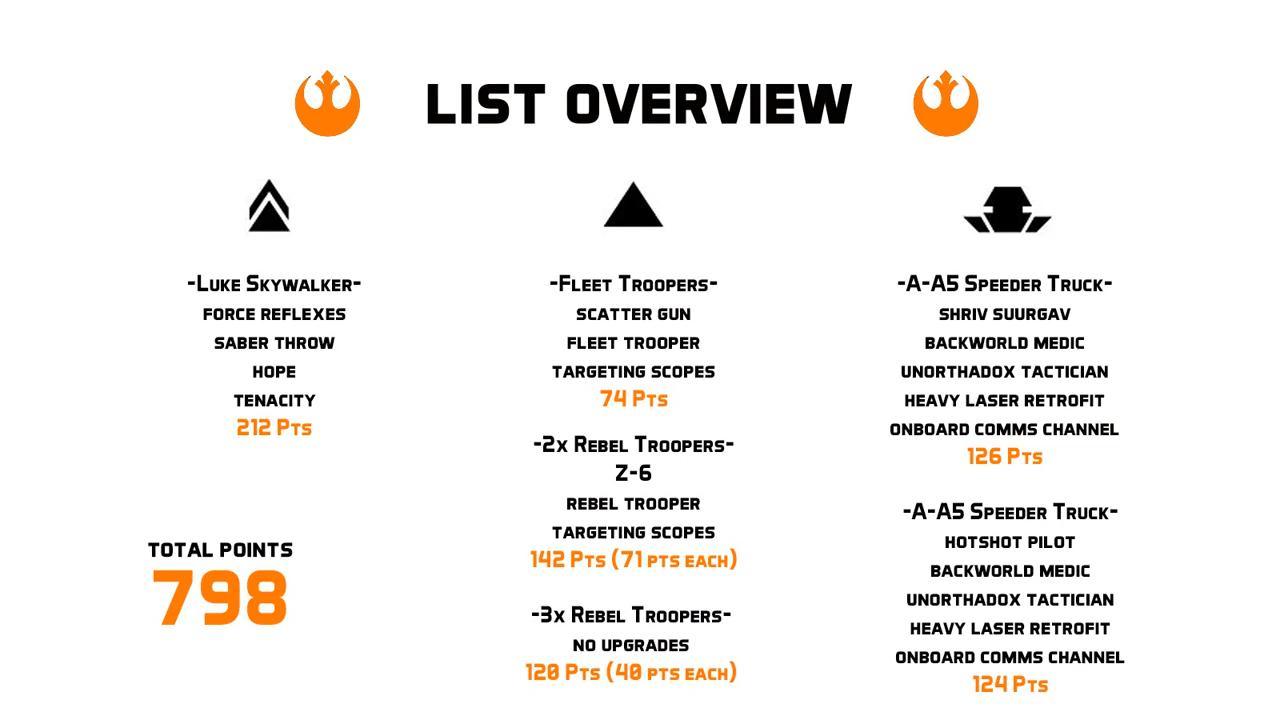 LIST OVERVIEW
-Luke Skywalker-
FORCE REFLEXES
SABER THROW
HOPE
TENACITY
212 Pts
TOTAL POINTS
798
-Fleet Troopers-
SCATTER GUN
FLEET TROOPER
TARGETING SCOPES
74 Pts
-2x Rebel Troopers-
Z-6
REBEL TROOPER
TARGETING SCOPES
142 Pts (71 pts each)
-3x Rebel Troopers-
NO UPGRADES
120 Pts (40 pts each)
-A-A5 Speeder Truck-
SHRIV SUURGAV
BACKWORLD MEDIC
UNORTHADOX TACTICIAN
HEAVY LASER RETROFIT
ONBOARD COMMS CHANNEL
126 Pts
-A-A5 Speeder Truck-
HOTSHOT PILOT
BACKWORLD MEDIC
UNORTHADOX TACTICIAN
HEAVY LASER RETROFIT
ONBOARD COMMS CHANNEL
124 Pts